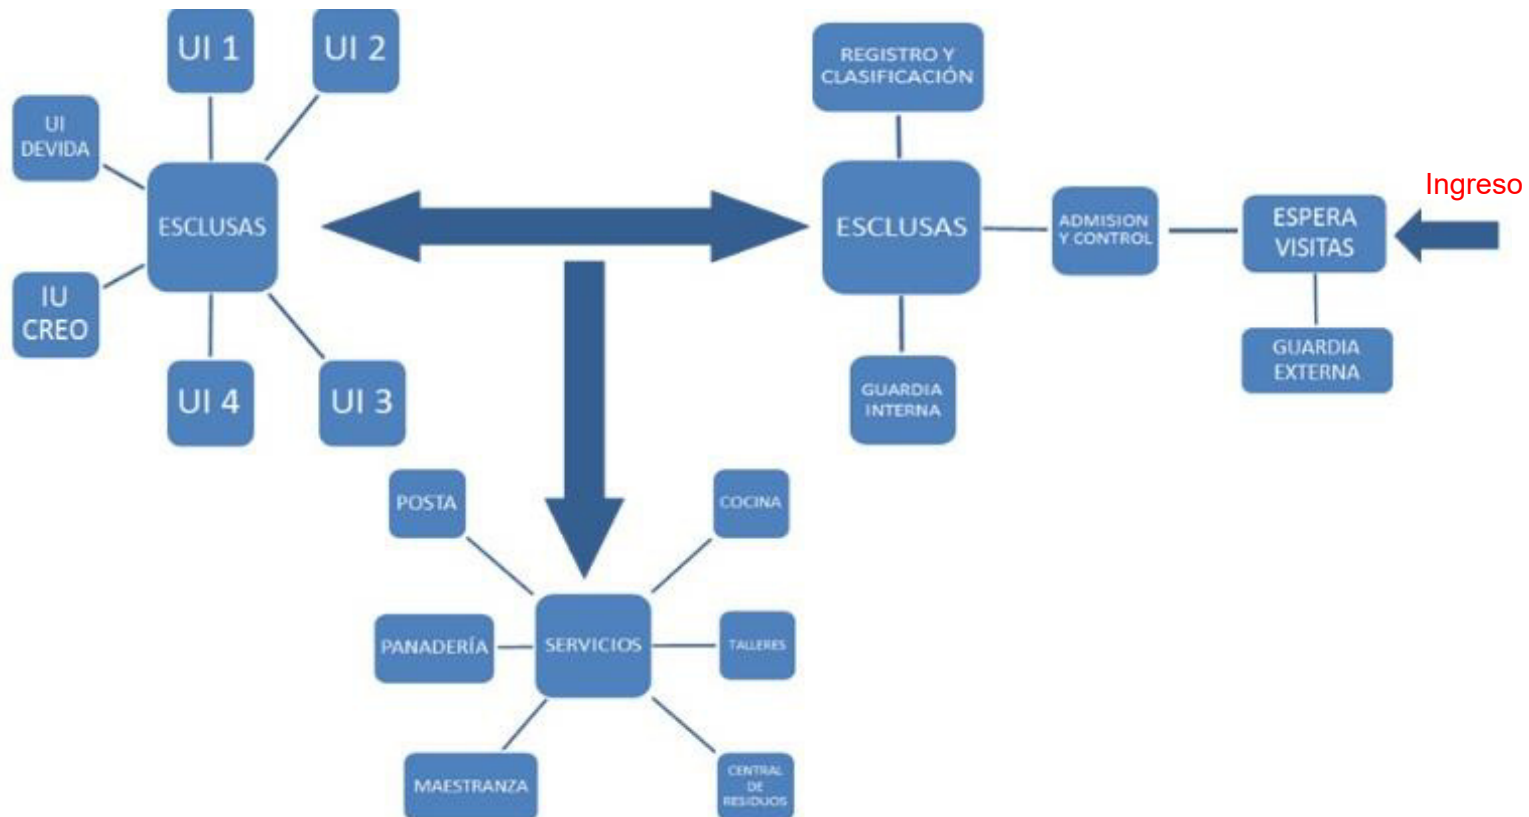 UI 1
UI 2
UI
DEVIDA
ESCLUSAS
IU
CREO
UI 4
UI 3
REGISTRO Y
CLASIFICACIÓN
ESCLUSAS
ADMISION
Y CONTROL
ESPERA
VISITAS
Ingreso
GUARDIA
INTERNA
GUARDIA
EXTERNA
POSTA
COCINA
PANADERÍA
SERVICIOS
TALLERES
MAESTRANZA
CENTRAL
DE
RESIDUOS